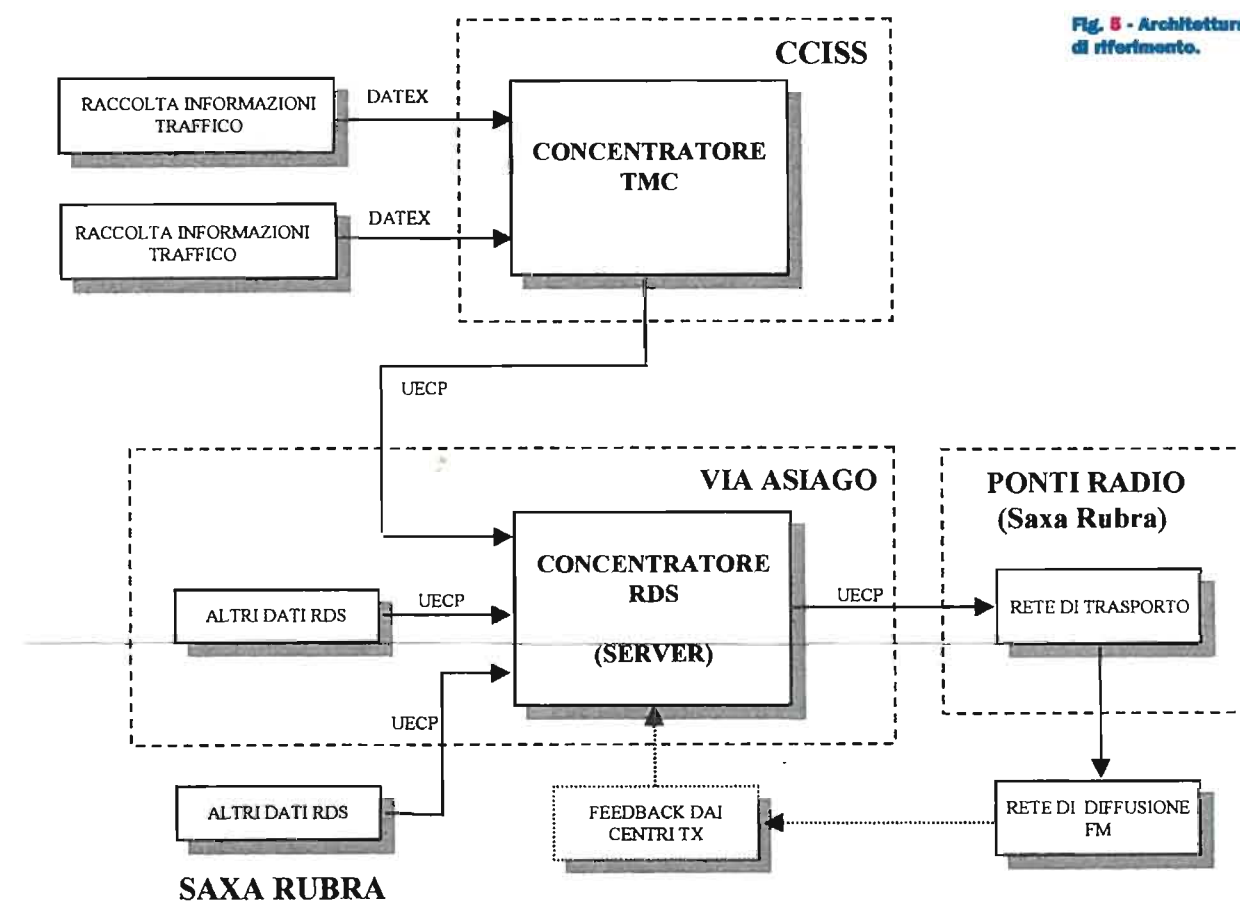 Fig. 5 - Architettura
di riferimento.
CCISS
RACCOLTA INFORMAZIONI
TRAFFICO
DATEX
CONCENTRATORE
TMC
RACCOLTA INFORMAZIONI
TRAFFICO
DATEX
UECP
VIA ASIAGO
PONTI RADIO
(Saxa Rubra)
CONCENTRATORE
RDS
(SERVER)
ALTRI DATI RDS
UECP
UECP
RETE DI TRASPORTO
UECP
ALTRI DATI RDS
FEEDBACK DAI
CENTRI TX
RETE DI DIFFUSIONE
FM
SAXA RUBRA